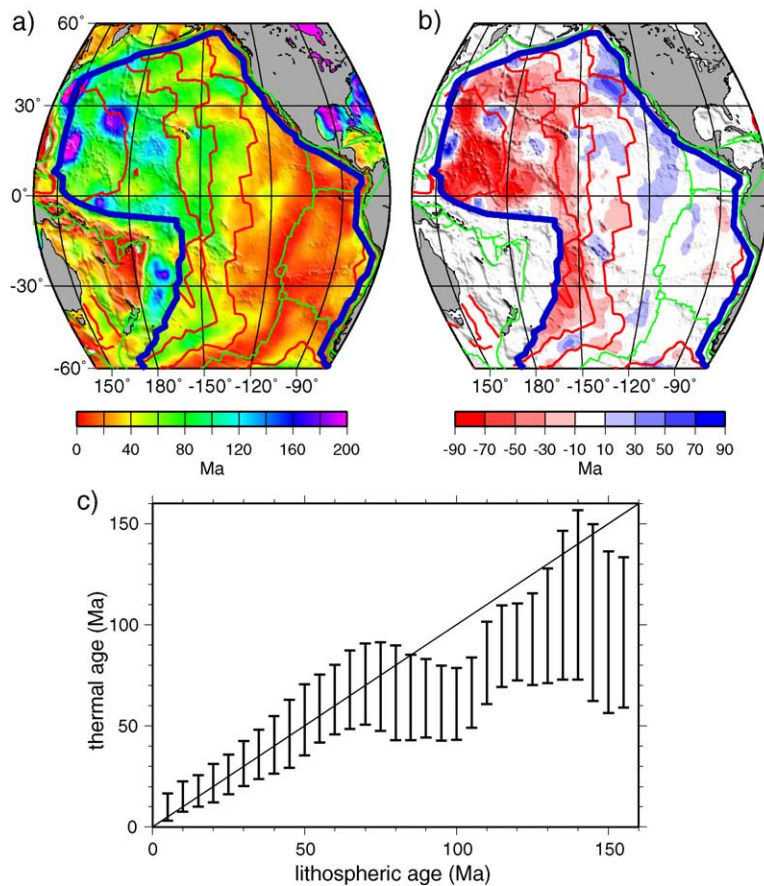 a)
b)
60°
30°
0°
-30°
-60°
150 180 -150 -120 -90
150 180 -150 -120 -90
0 40 80 120 160 200
Ma
-90 -70 -50 -30 -10 10 30 50 70 90
Ma
c)
thermal age (Ma)
150
100
50
0
0 50 100 150
lithospheric age (Ma)